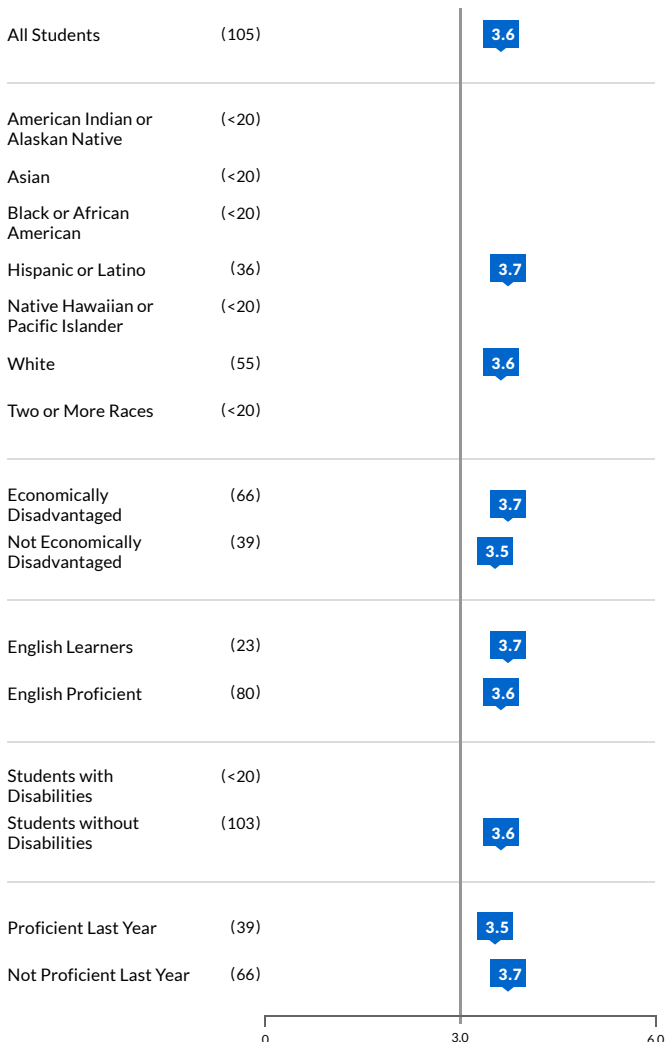 All Students (105) 3.6
American Indian or (<20)
Alaskan Native
Asian (<20)
Black or African (<20)
American
Hispanic or Latino (36) 3.7
Native Hawaiian or (<20)
Pacific Islander
White (55) 3.6
Two or More Races (<20)
Economically (66) 3.7
Disadvantaged
Not Economically (39) 3.5
Disadvantaged
English Learners (23) 3.7
English Proficient (80) 3.6
Students with (<20)
Disabilities
Students without (103) 3.6
Disabilities
Proficient Last Year (39) 3.5
Not Proficient Last Year (66) 3.7
0 3.0 6.0